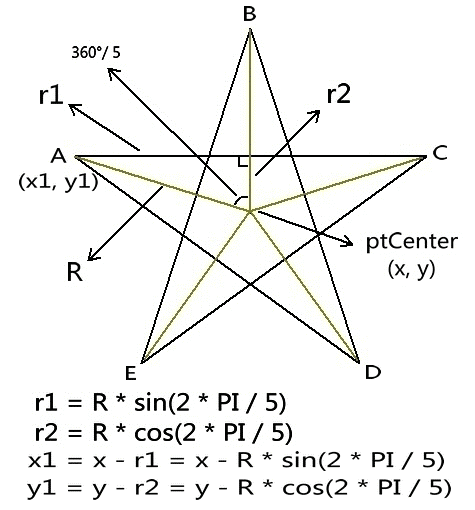 B
360°/ 5
r1
r2
A
C
(x1, y1)
ptCenter
(x, y)
R
E
D
r1 = R * sin(2 * PI / 5)
r2 = R * cos(2 * PI / 5)
x1 = x - r1 = x - R * sin(2 * PI / 5)
y1 = y - r2 = y - R * cos(2 * PI / 5)